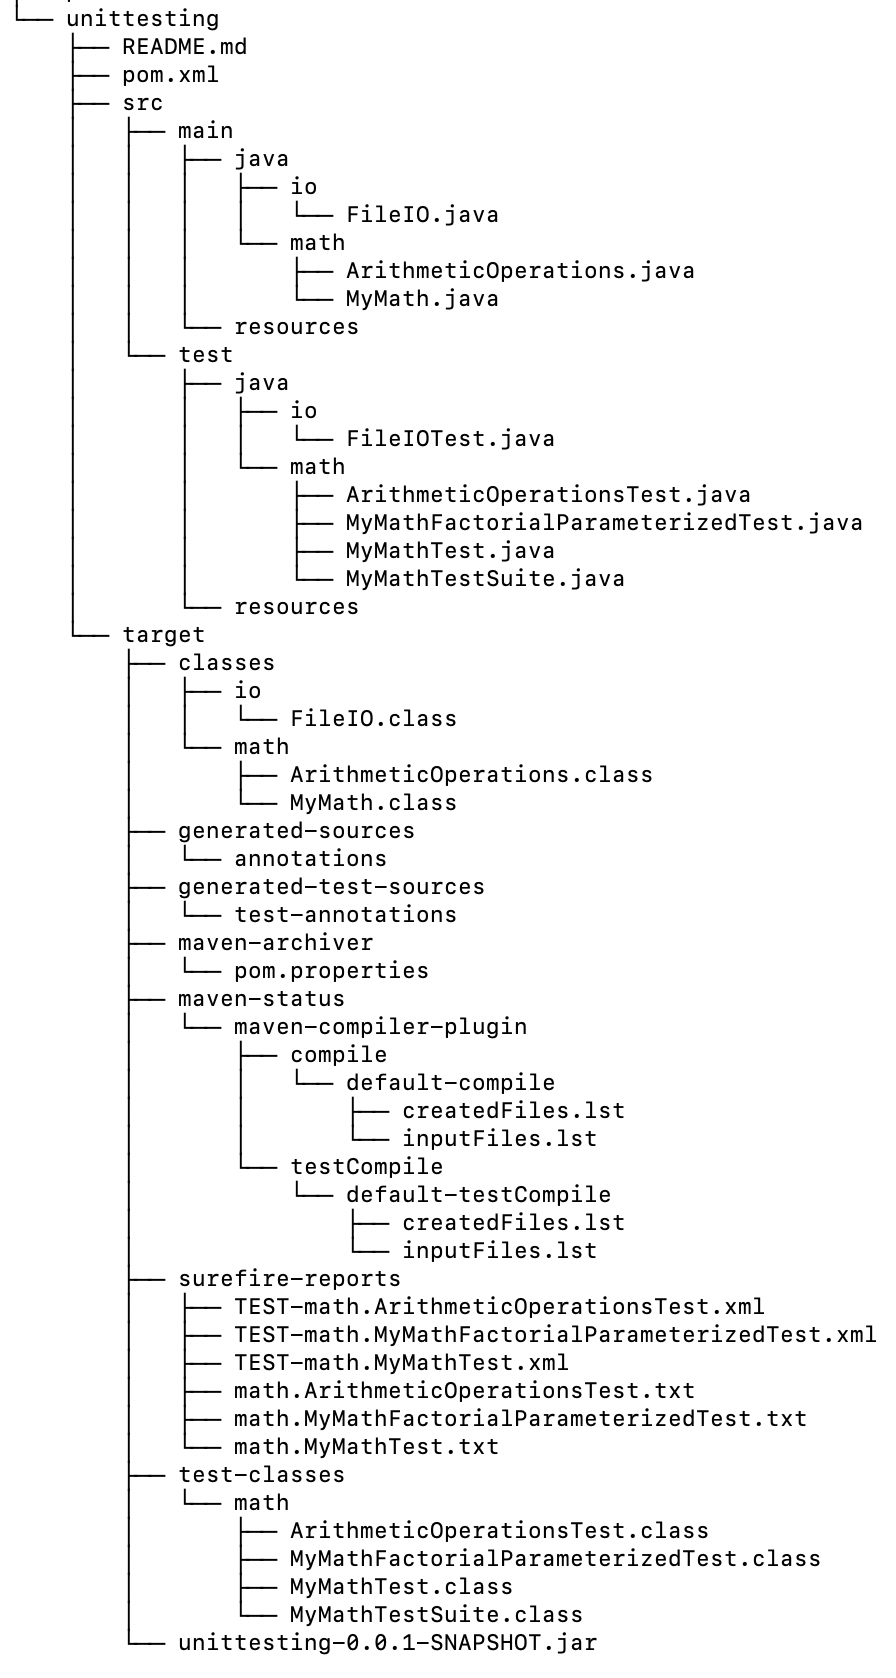 └── unittesting
    ├── README.md
    ├── pom.xml
    ├── src
    │   ├── main
    │   │   ├── java
    │   │   │   ├── io
    │   │   │   │   └── FileIO.java
    │   │   │   └── math
    │   │   │       ├── ArithmeticOperations.java
    │   │   │       └── MyMath.java
    │   │   └── resources
    │   └── test
    │       ├── java
    │       │   ├── io
    │       │   │   └── FileIOTest.java
    │       │   └── math
    │       │       ├── ArithmeticOperationsTest.java
    │       │       ├── MyMathFactorialParameterizedTest.java
    │       │       ├── MyMathTest.java
    │       │       └── MyMathTestSuite.java
    │       └── resources
    └── target
        ├── classes
        │   ├── io
        │   │   └── FileIO.class
        │   └── math
        │       ├── ArithmeticOperations.class
        │       └── MyMath.class
        ├── generated-sources
        │   └── annotations
        ├── generated-test-sources
        │   └── test-annotations
        ├── maven-archiver
        │   └── pom.properties
        ├── maven-status
        │   └── maven-compiler-plugin
        │       ├── compile
        │       │   └── default-compile
        │       │       ├── createdFiles.lst
        │       │       └── inputFiles.lst
        │       └── testCompile
        │           └── default-testCompile
        │               ├── createdFiles.lst
        │               └── inputFiles.lst
        ├── surefire-reports
        │   ├── TEST-math.ArithmeticOperationsTest.xml
        │   ├── TEST-math.MyMathFactorialParameterizedTest.xml
        │   ├── TEST-math.MyMathTest.xml
        │   ├── math.ArithmeticOperationsTest.txt
        │   ├── math.MyMathFactorialParameterizedTest.txt
        │   └── math.MyMathTest.txt
        ├── test-classes
        │   └── math
        │       ├── ArithmeticOperationsTest.class
        │       ├── MyMathFactorialParameterizedTest.class
        │       ├── MyMathTest.class
        │       └── MyMathTestSuite.class
        └── unittesting-0.0.1-SNAPSHOT.jar